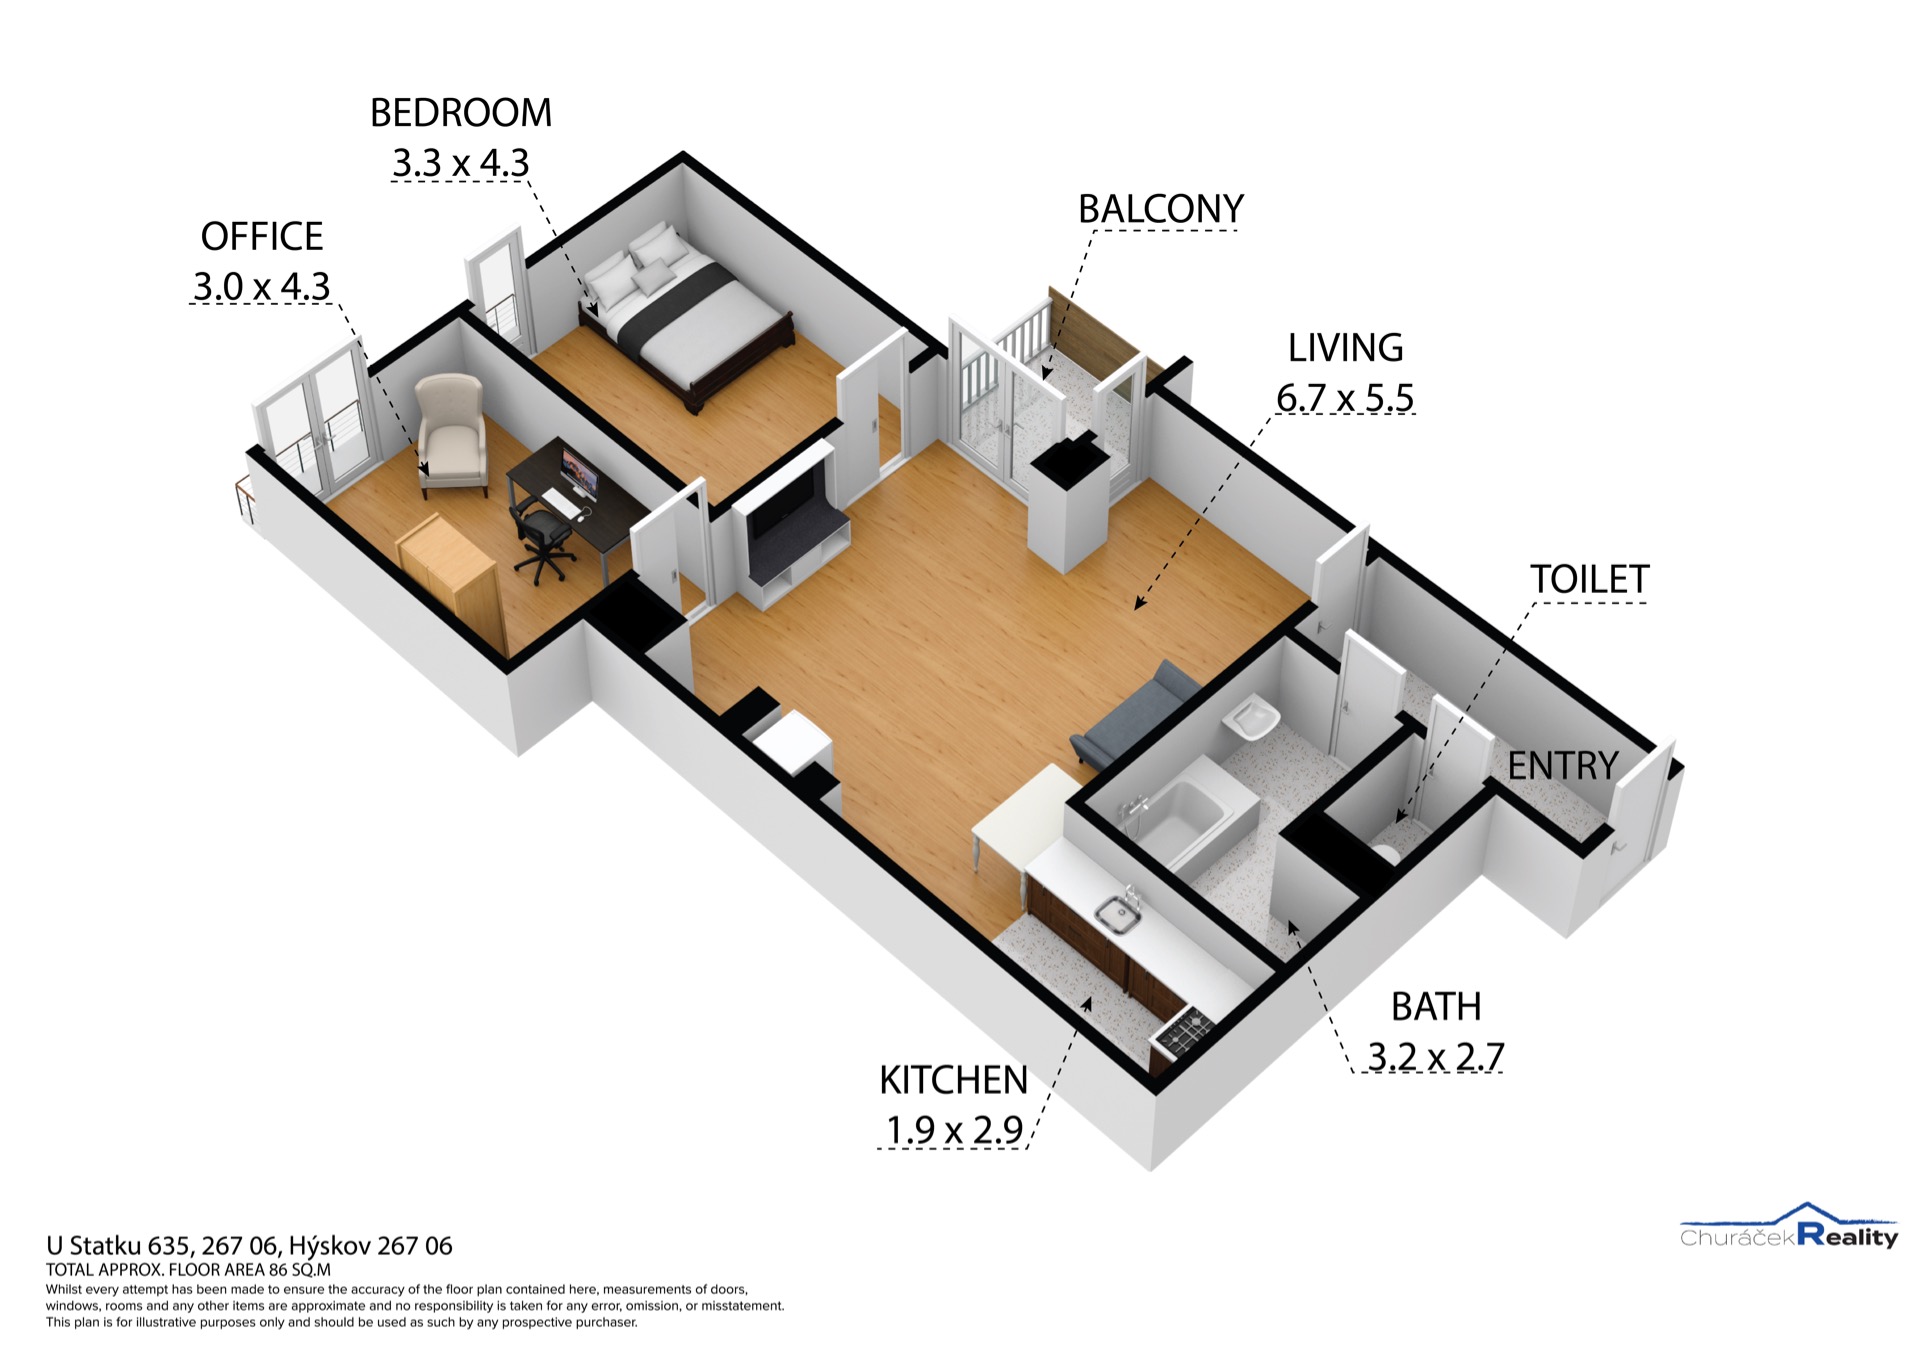 BEDROOM
3.3 x 4.3
OFFICE
3.0 x 4.3
BALCONY
LIVING
6.7 x 5.5
TOILET
ENTRY
BATH
3.2 x 2.7
KITCHEN
1.9 x 2.9
U Statku 635, 267 06, Hýskov 267 06
TOTAL APPROX. FLOOR AREA 86 SQ.M
Whilst every attempt has been made to ensure the accuracy of the floor plan contained here, measurements of doors,
windows, rooms and any other items are approximate and no responsibility is taken for any error, omission, or misstatement.
This plan is for illustrative purposes only and should be used as such by any prospective purchaser.
Churáček Reality